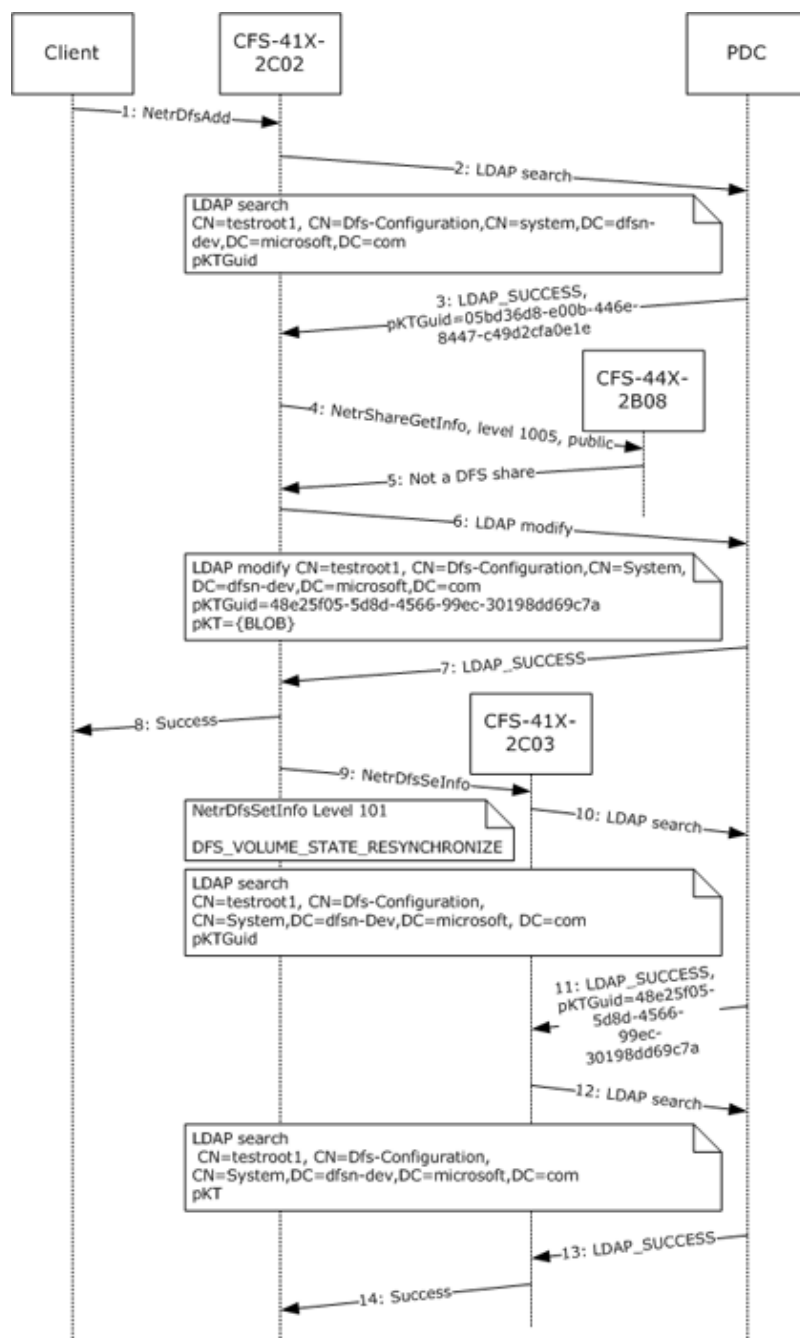 Client
CFS-41X-
2C02
PDC
1: NetrDfsAdd
2: LDAP search
LDAP search
CN=testroot1, CN=Dfs-Configuration,CN=system,DC=dfsn-
dev,DC=microsoft,DC=com
pKTGuid
3: LDAP_SUCCESS,
pKTGuid=05bd36d8-e00b-446e-
8447-c49d2cfa0e1e
CFS-44X-
2B08
4: NetrShareGetInfo, level 1005, public
5: Not a DFS share
6: LDAP modify
LDAP modify CN=testroot1, CN=Dfs-Configuration,CN=System,
DC=dfsn-dev,DC=microsoft,DC=com
pKTGuid=48e25f05-5d8d-4566-99ec-30198dd69c7a
pKT={BLOB}
7: LDAP_SUCCESS
8: Success
CFS-41X-
2C03
9: NetrDfsSeInfo
NetrDfsSetInfo Level 101
DFS_VOLUME_STATE_RESYNCHRONIZE
10: LDAP search
LDAP search
CN=testroot1, CN=Dfs-Configuration,
CN=System,DC=dfsn-Dev,DC=microsoft, DC=com
pKTGuid
11: LDAP_SUCCESS,
pKTGuid=48e25f05-
5d8d-4566-
99ec-
30198dd69c7a
12: LDAP search
LDAP search
CN=testroot1, CN=Dfs-Configuration,
CN=System,DC=dfsn-dev,DC=microsoft,DC=com
pKT
13: LDAP_SUCCESS
14: Success